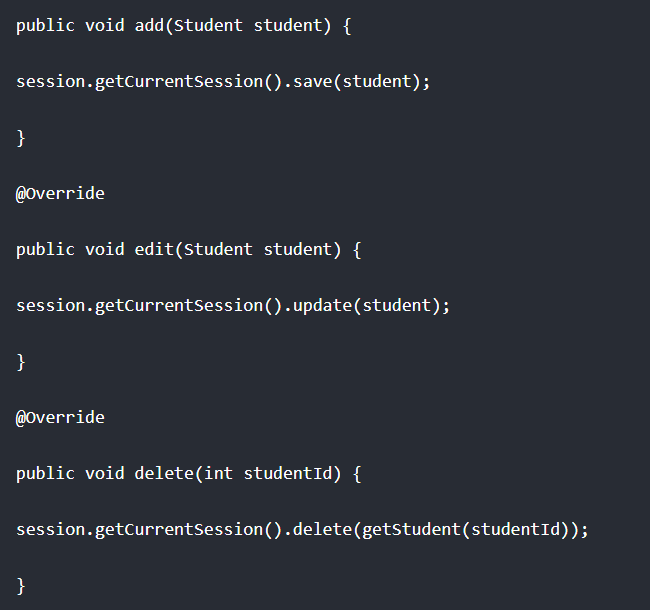 public void add(Student student) {
session.getCurrentSession().save(student);
}
@Override
public void edit(Student student) {
session.getCurrentSession().update(student);
}
@Override
public void delete(int studentId) {
session.getCurrentSession().delete(getStudent(studentId));
}